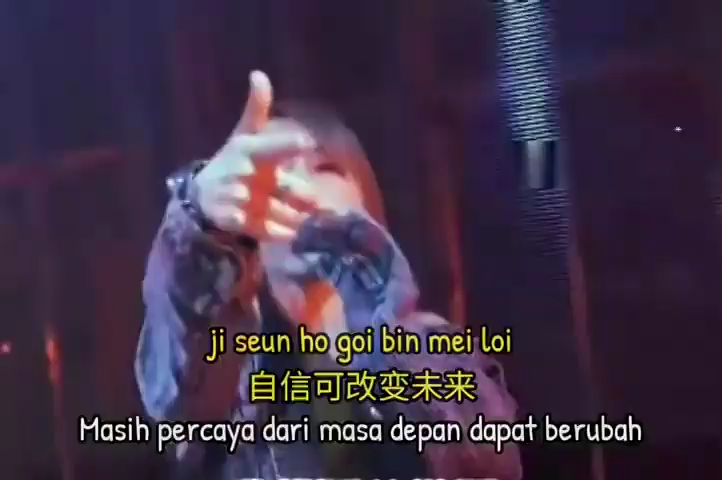 ji seun ho goi bin mei loi
自信可改变未来
Masih percaya dari masa depan dapat berubah